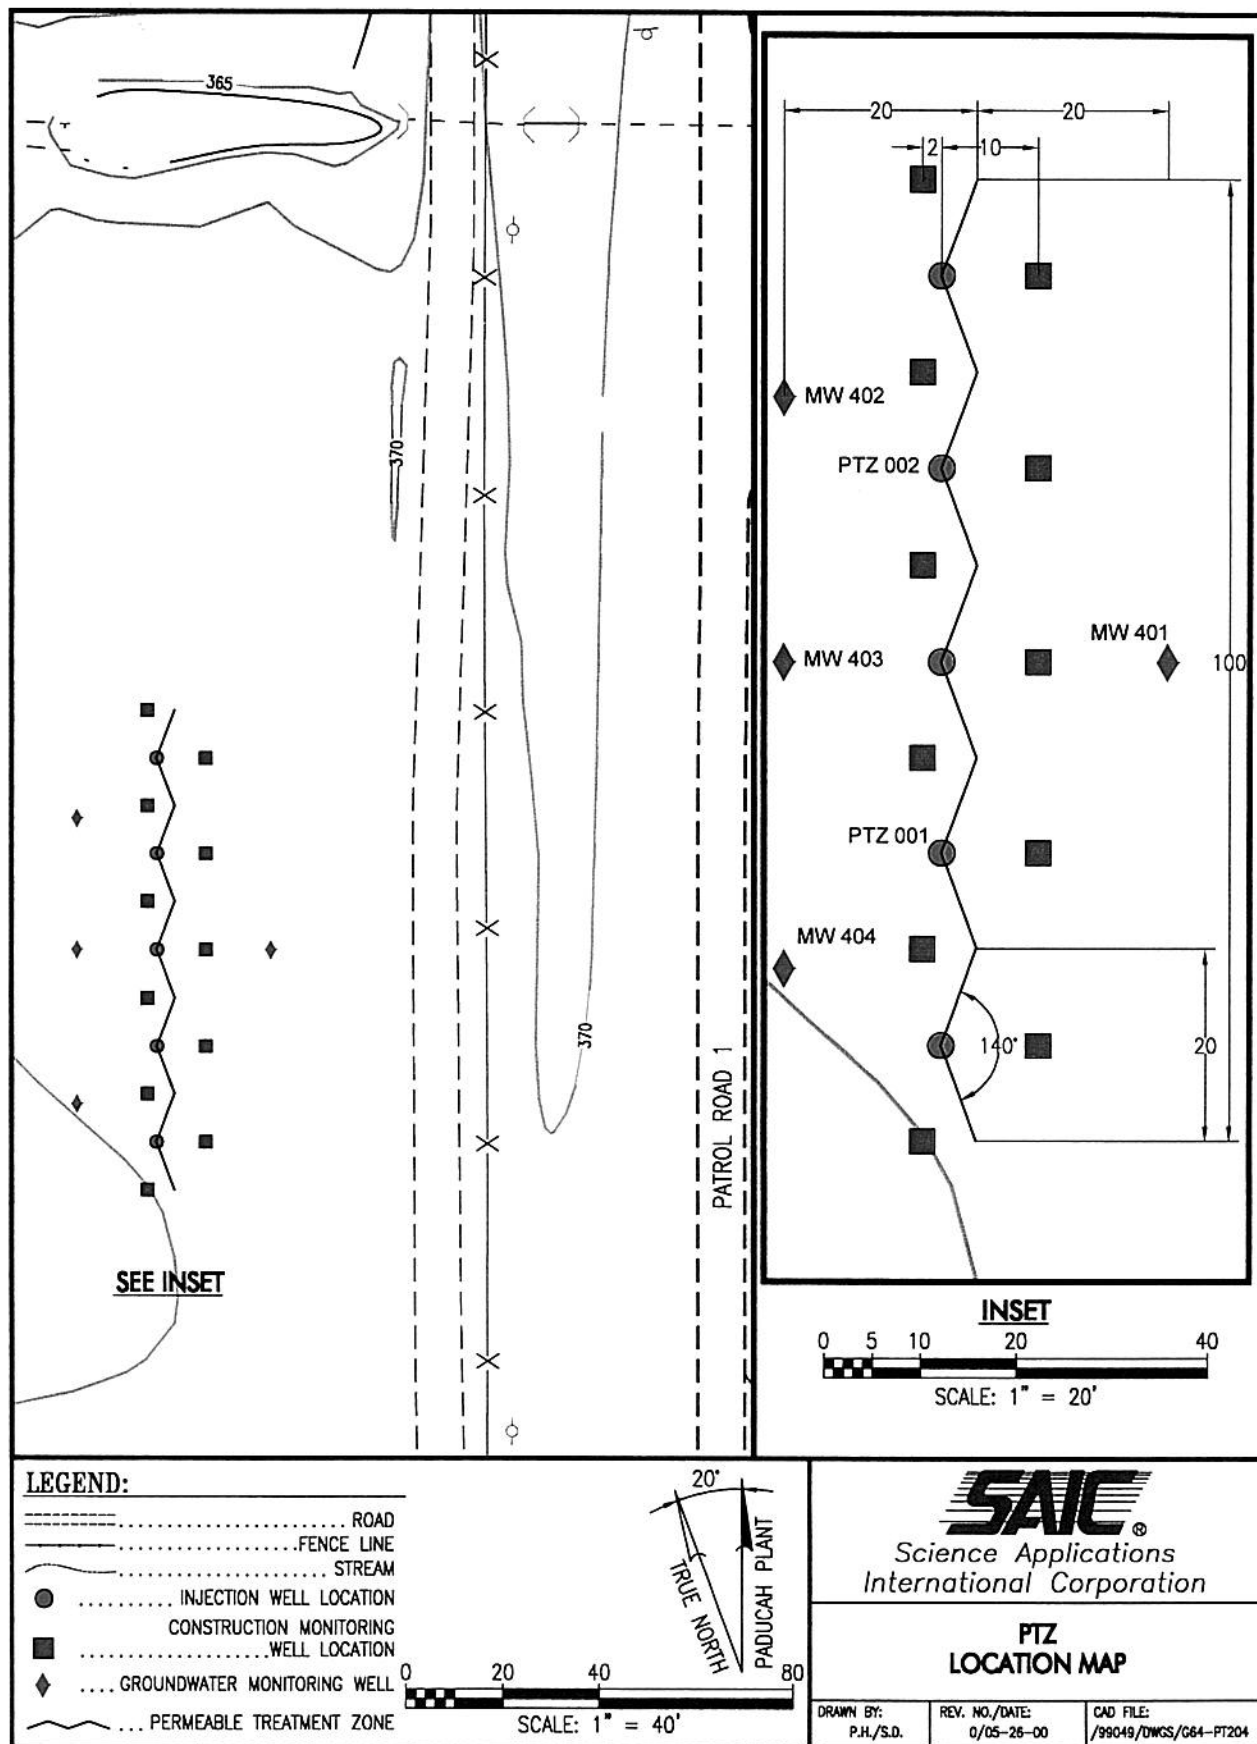 365
370
370
PATROL ROAD 1
SEE INSET
20
20
2
10
MW 402
PTZ 002
MW 403
MW 401
100
PTZ 001
MW 404
140°
20
INSET
0 5 10 20 40
SCALE: 1" = 20'
LEGEND:
ROAD
FENCE LINE
STREAM
INJECTION WELL LOCATION
CONSTRUCTION MONITORING
WELL LOCATION
GROUNDWATER MONITORING WELL
PERMEABLE TREATMENT ZONE
0 20 40 80
SCALE: 1" = 40'
20°
TRUE NORTH
PADUCAH PLANT
SAIC®
Science Applications
International Corporation
PTZ
LOCATION MAP
DRAWN BY:
P.H./S.D.
REV. NO./DATE:
0/05-26-00
CAD FILE:
/99049/DWGS/G64-PT204